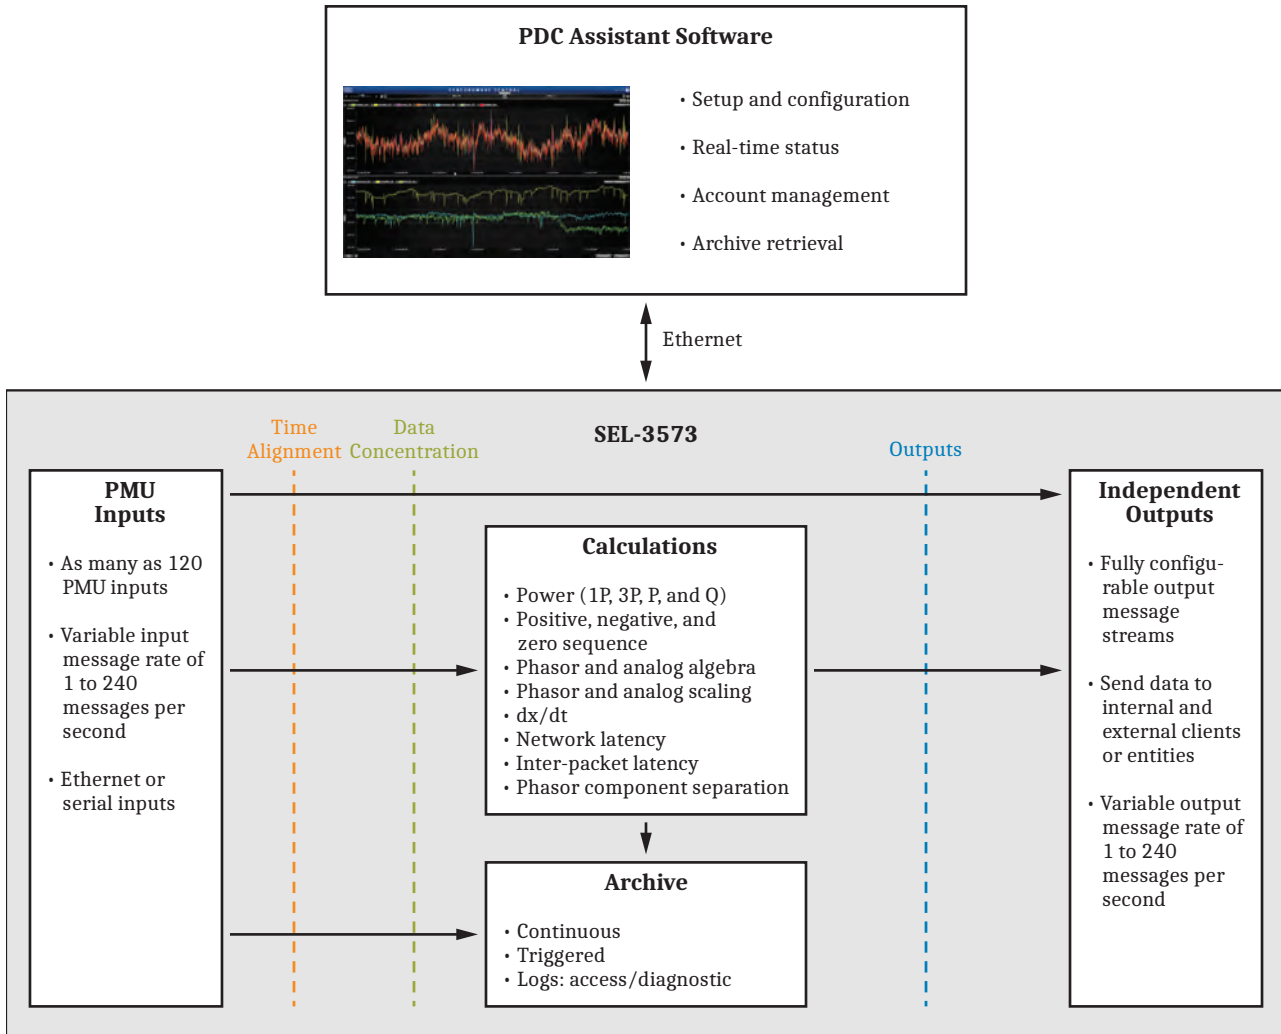 PDC Assistant Software
SYNCHROWAVE CENTRAL
• Setup and configuration
• Real-time status
• Account management
• Archive retrieval
Ethernet
SEL-3573
Time
Alignment
Data
Concentration
Outputs
PMU
Inputs
• As many as 120
PMU inputs
• Variable input
message rate of
1 to 240
messages per
second
• Ethernet or
serial inputs
Calculations
• Power (1P, 3P, P, and Q)
• Positive, negative, and
zero sequence
• Phasor and analog algebra
• Phasor and analog scaling
• dx/dt
• Network latency
• Inter-packet latency
• Phasor component separation
Archive
• Continuous
• Triggered
• Logs: access/diagnostic
Independent
Outputs
• Fully configu-
rable output
message
streams
• Send data to
internal and
external clients
or entities
• Variable output
message rate of
1 to 240
messages per
second